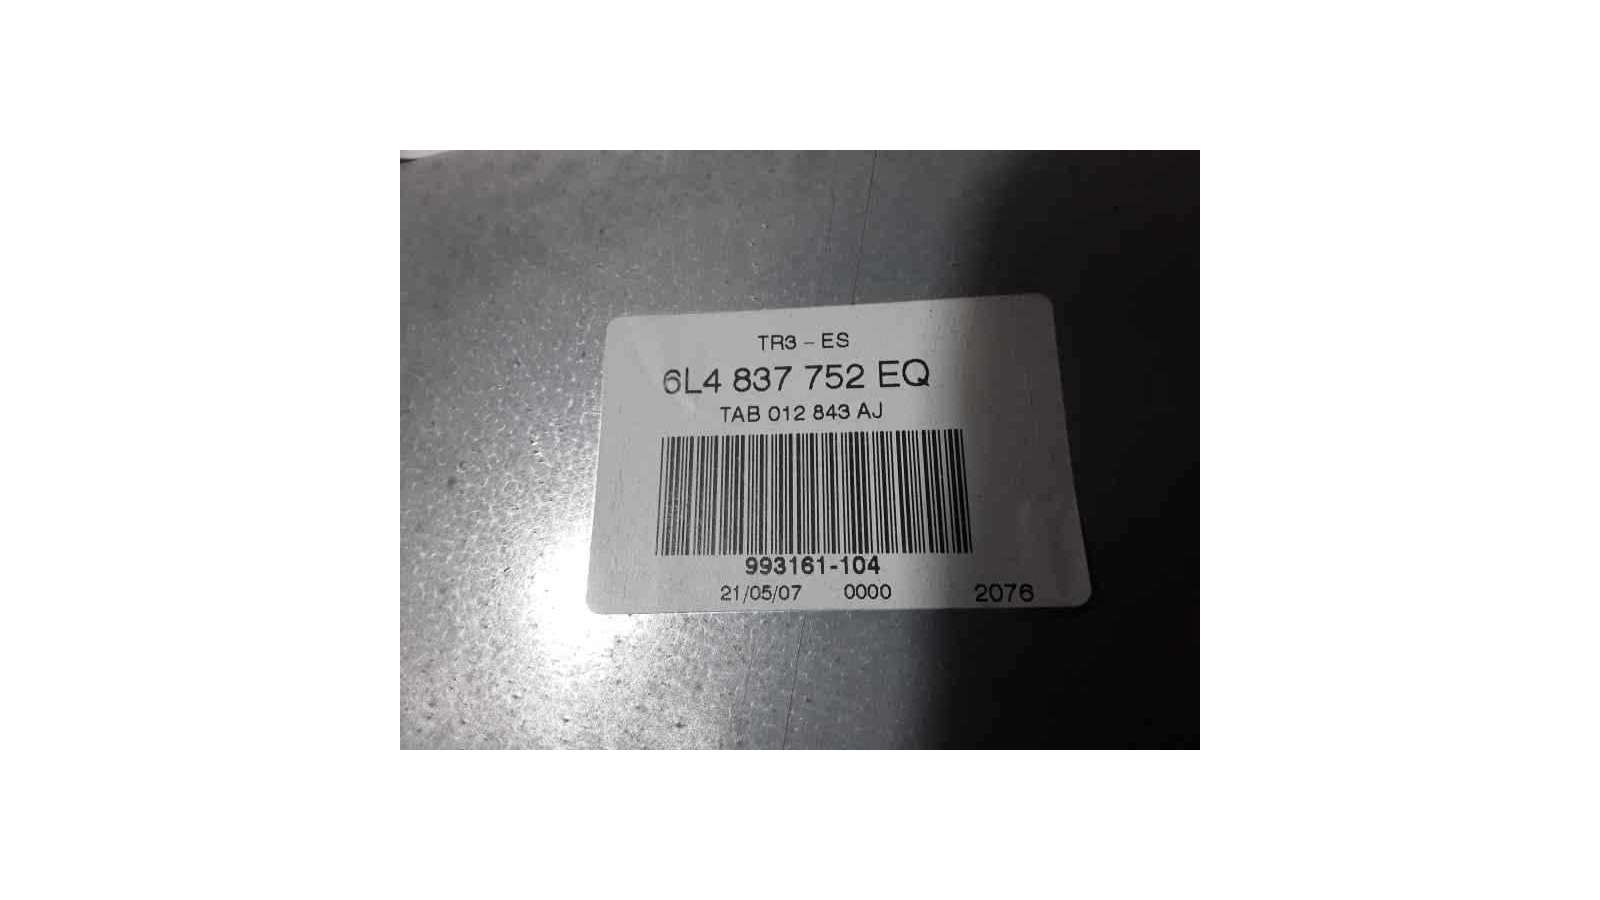 TR3 - ES
6L4 837 752 EQ
TAB 012 843 AJ
993161-104
21/05/07 0000 2076